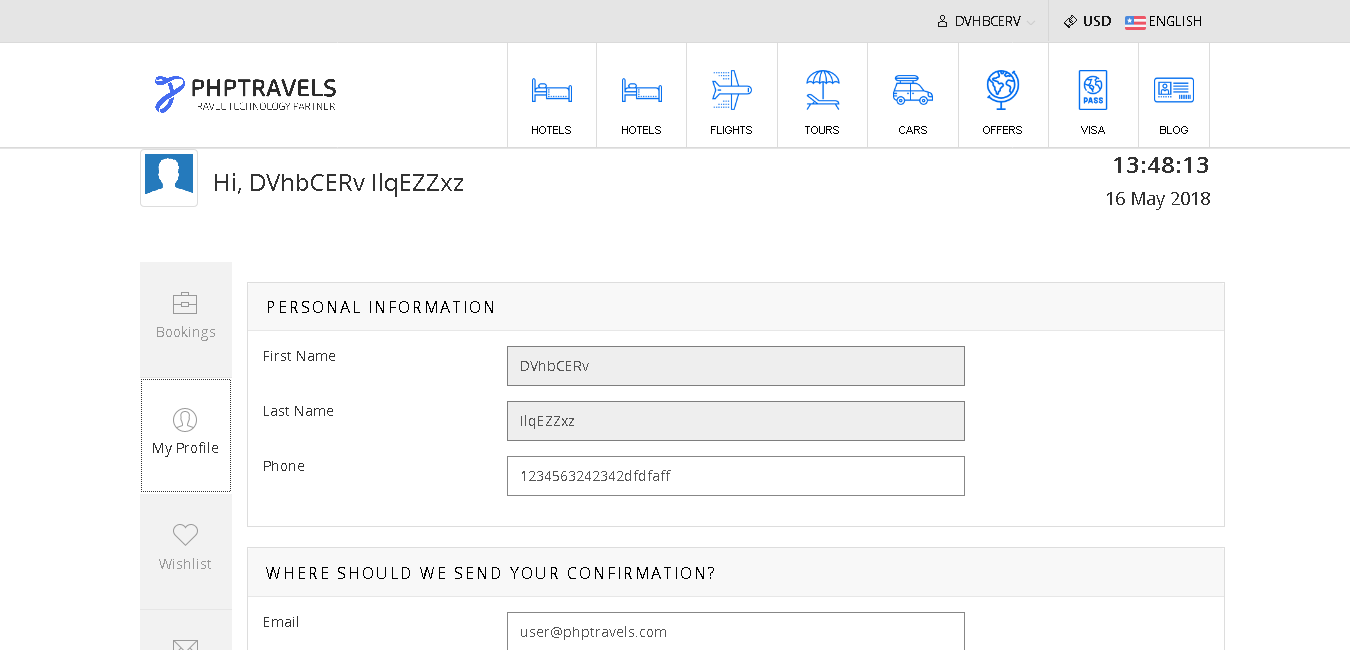 DVHBCERV USD ENGLISH
PHPTRAVELS
TRAVEL TECHNOLOGY PARTNER
HOTELS HOTELS FLIGHTS TOURS CARS OFFERS PASS VISA BLOG
Hi, DVhbCERv IlqEZZxz
13:48:13
16 May 2018
Bookings
My Profile
Wishlist
PERSONAL INFORMATION
First Name DVhbCERv
Last Name IlqEZZxz
Phone 1234563242342dfdfaff
WHERE SHOULD WE SEND YOUR CONFIRMATION?
Email user@phptravels.com